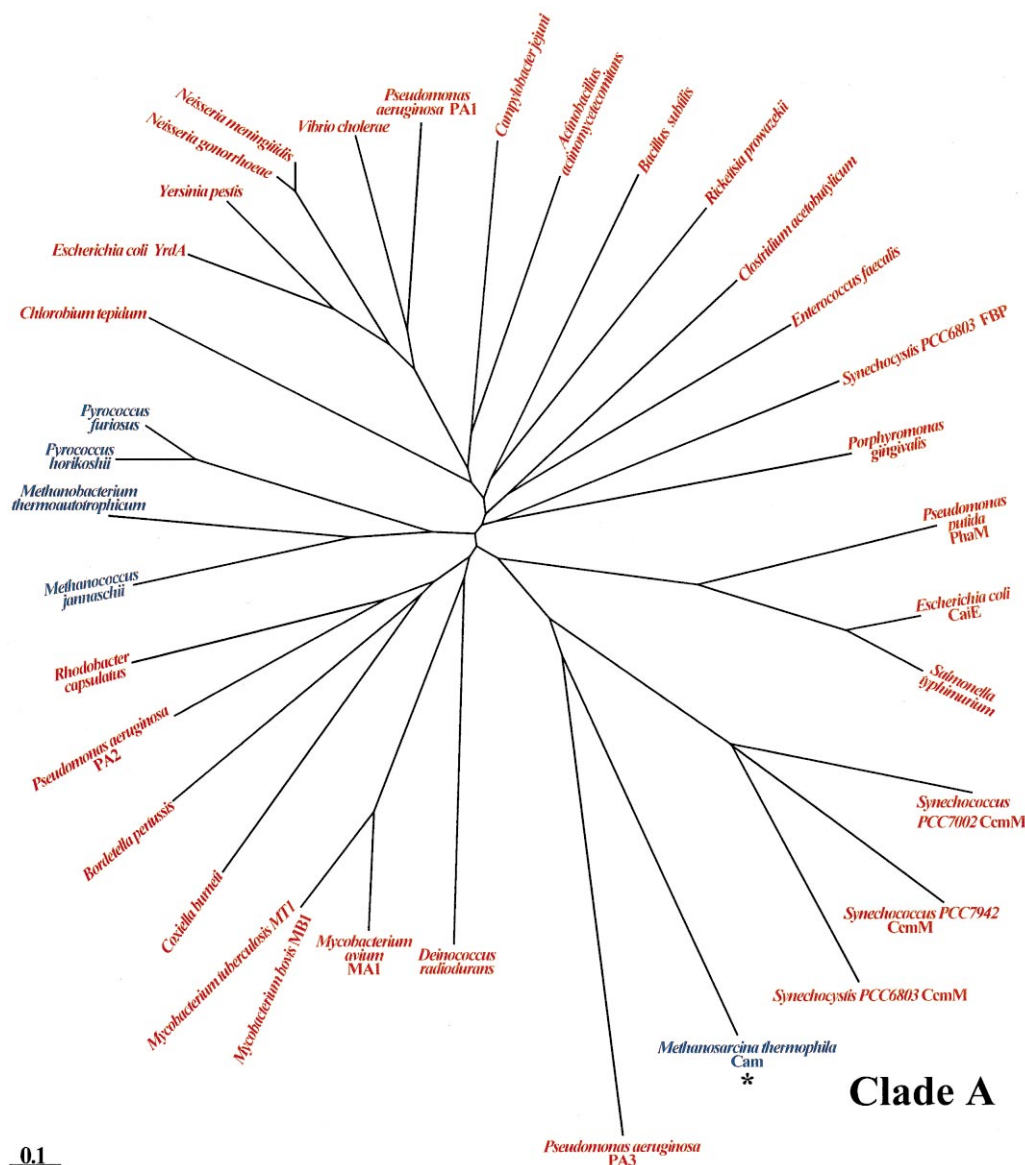 Campylobacter jejuni
Actinobacillus
actinomycetecomitans
Pseudomonas
aeruginosa PA1
Vibrio cholerae
Neisseria meningitidis
Neisseria gonorrhoeae
Yersinia pestis
Escherichia coli YrdA
Chlorobium tepidum
Bacillus subtilis
Rickettsia prowazekii
Clostridium acetobutylicum
Enterococcus faecalis
Synechocystis PCC6803 FBP
Porphyromonas
gingivalis
Pyrococcus
furiosus
Pyrococcus
horikoshii
Methanobacterium
thermoautotrophicum
Methanococcus
jannaschii
Pseudomonas
putida
PhaM
Escherichia coli
CaiE
Salmonella
typhimurium
Rhodobacter
capsulatus
Pseudomonas aeruginosa
PA2
Bordetella pertussis
Coxiella burneti
Mycobacterium tuberculosis MT1
Mycobacterium bovis MB1
Mycobacterium
avium
MA1
Deinococcus
radiodurans
Synechococcus
PCC7002 CcmM
Synechococcus PCC7942
CcmM
Synechocystis PCC6803 CcmM
Methanosarcina thermophila
Cam
*
Clade A
Pseudomonas aeruginosa
PA3
0.1